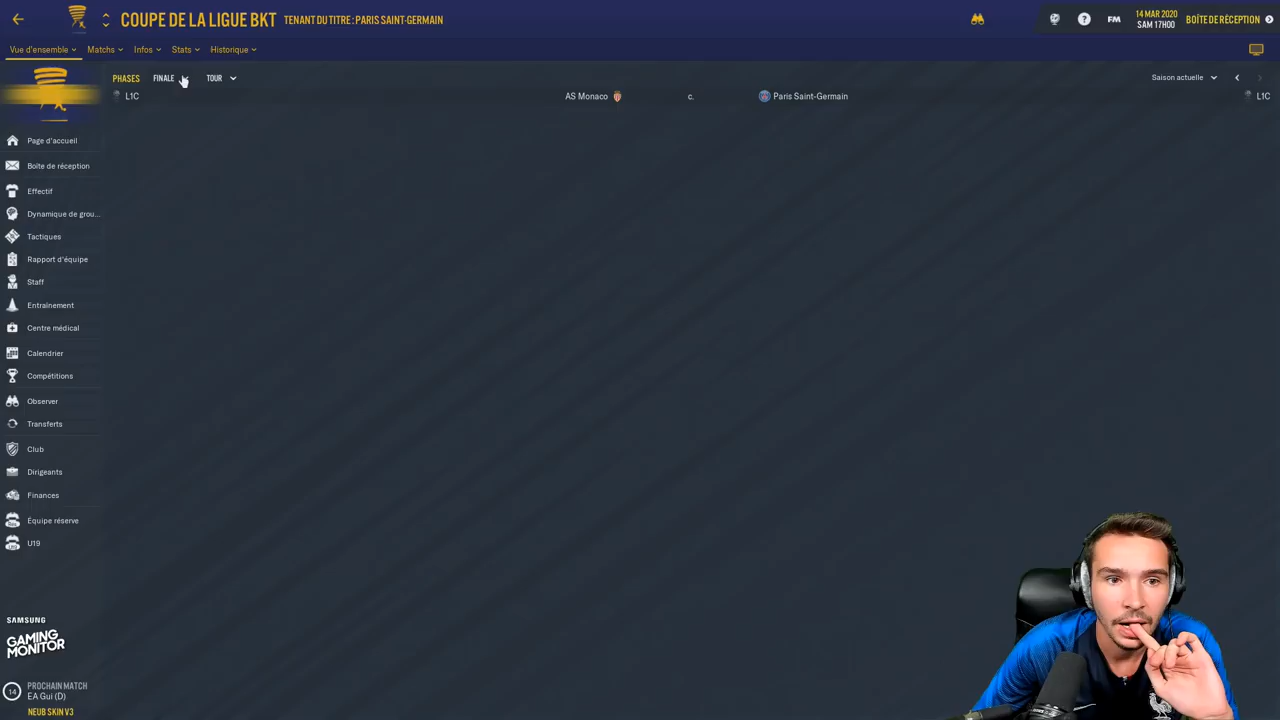 COUPE DE LA LIGUE BKT TENANT DU TITRE : PARIS SAINT-GERMAIN
FM
14 MAR 2020
SAM 17H00
BOÎTE DE RÉCEPTION
Vue d'ensemble Matchs Infos Stats Historique
PHASES FINALE TOUR Saison actuelle
L1C AS Monaco c. Paris Saint-Germain L1C
Page d'accueil
Boîte de réception
Effectif
Dynamique de grou...
Tactiques
Rapport d'équipe
Staff
Entraînement
Centre médical
Calendrier
Compétitions
Observer
Transferts
Club
Dirigeants
Finances
Équipe réserve
U19
SAMSUNG
GAMING
MONITOR
14
PROCHAIN MATCH
EA Gui (D)
NEUB SKIN V3